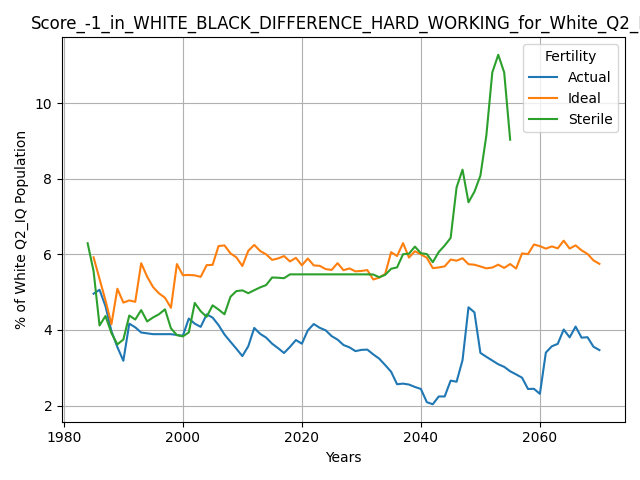 Score_-1_in_WHITE_BLACK_DIFFERENCE_HARD_WORKING_for_White_Q2_
Fertility
Actual
Ideal
Sterile
% of White Q2_IQ Population
10
8
6
4
2
1980
2000
2020
2040
2060
Years